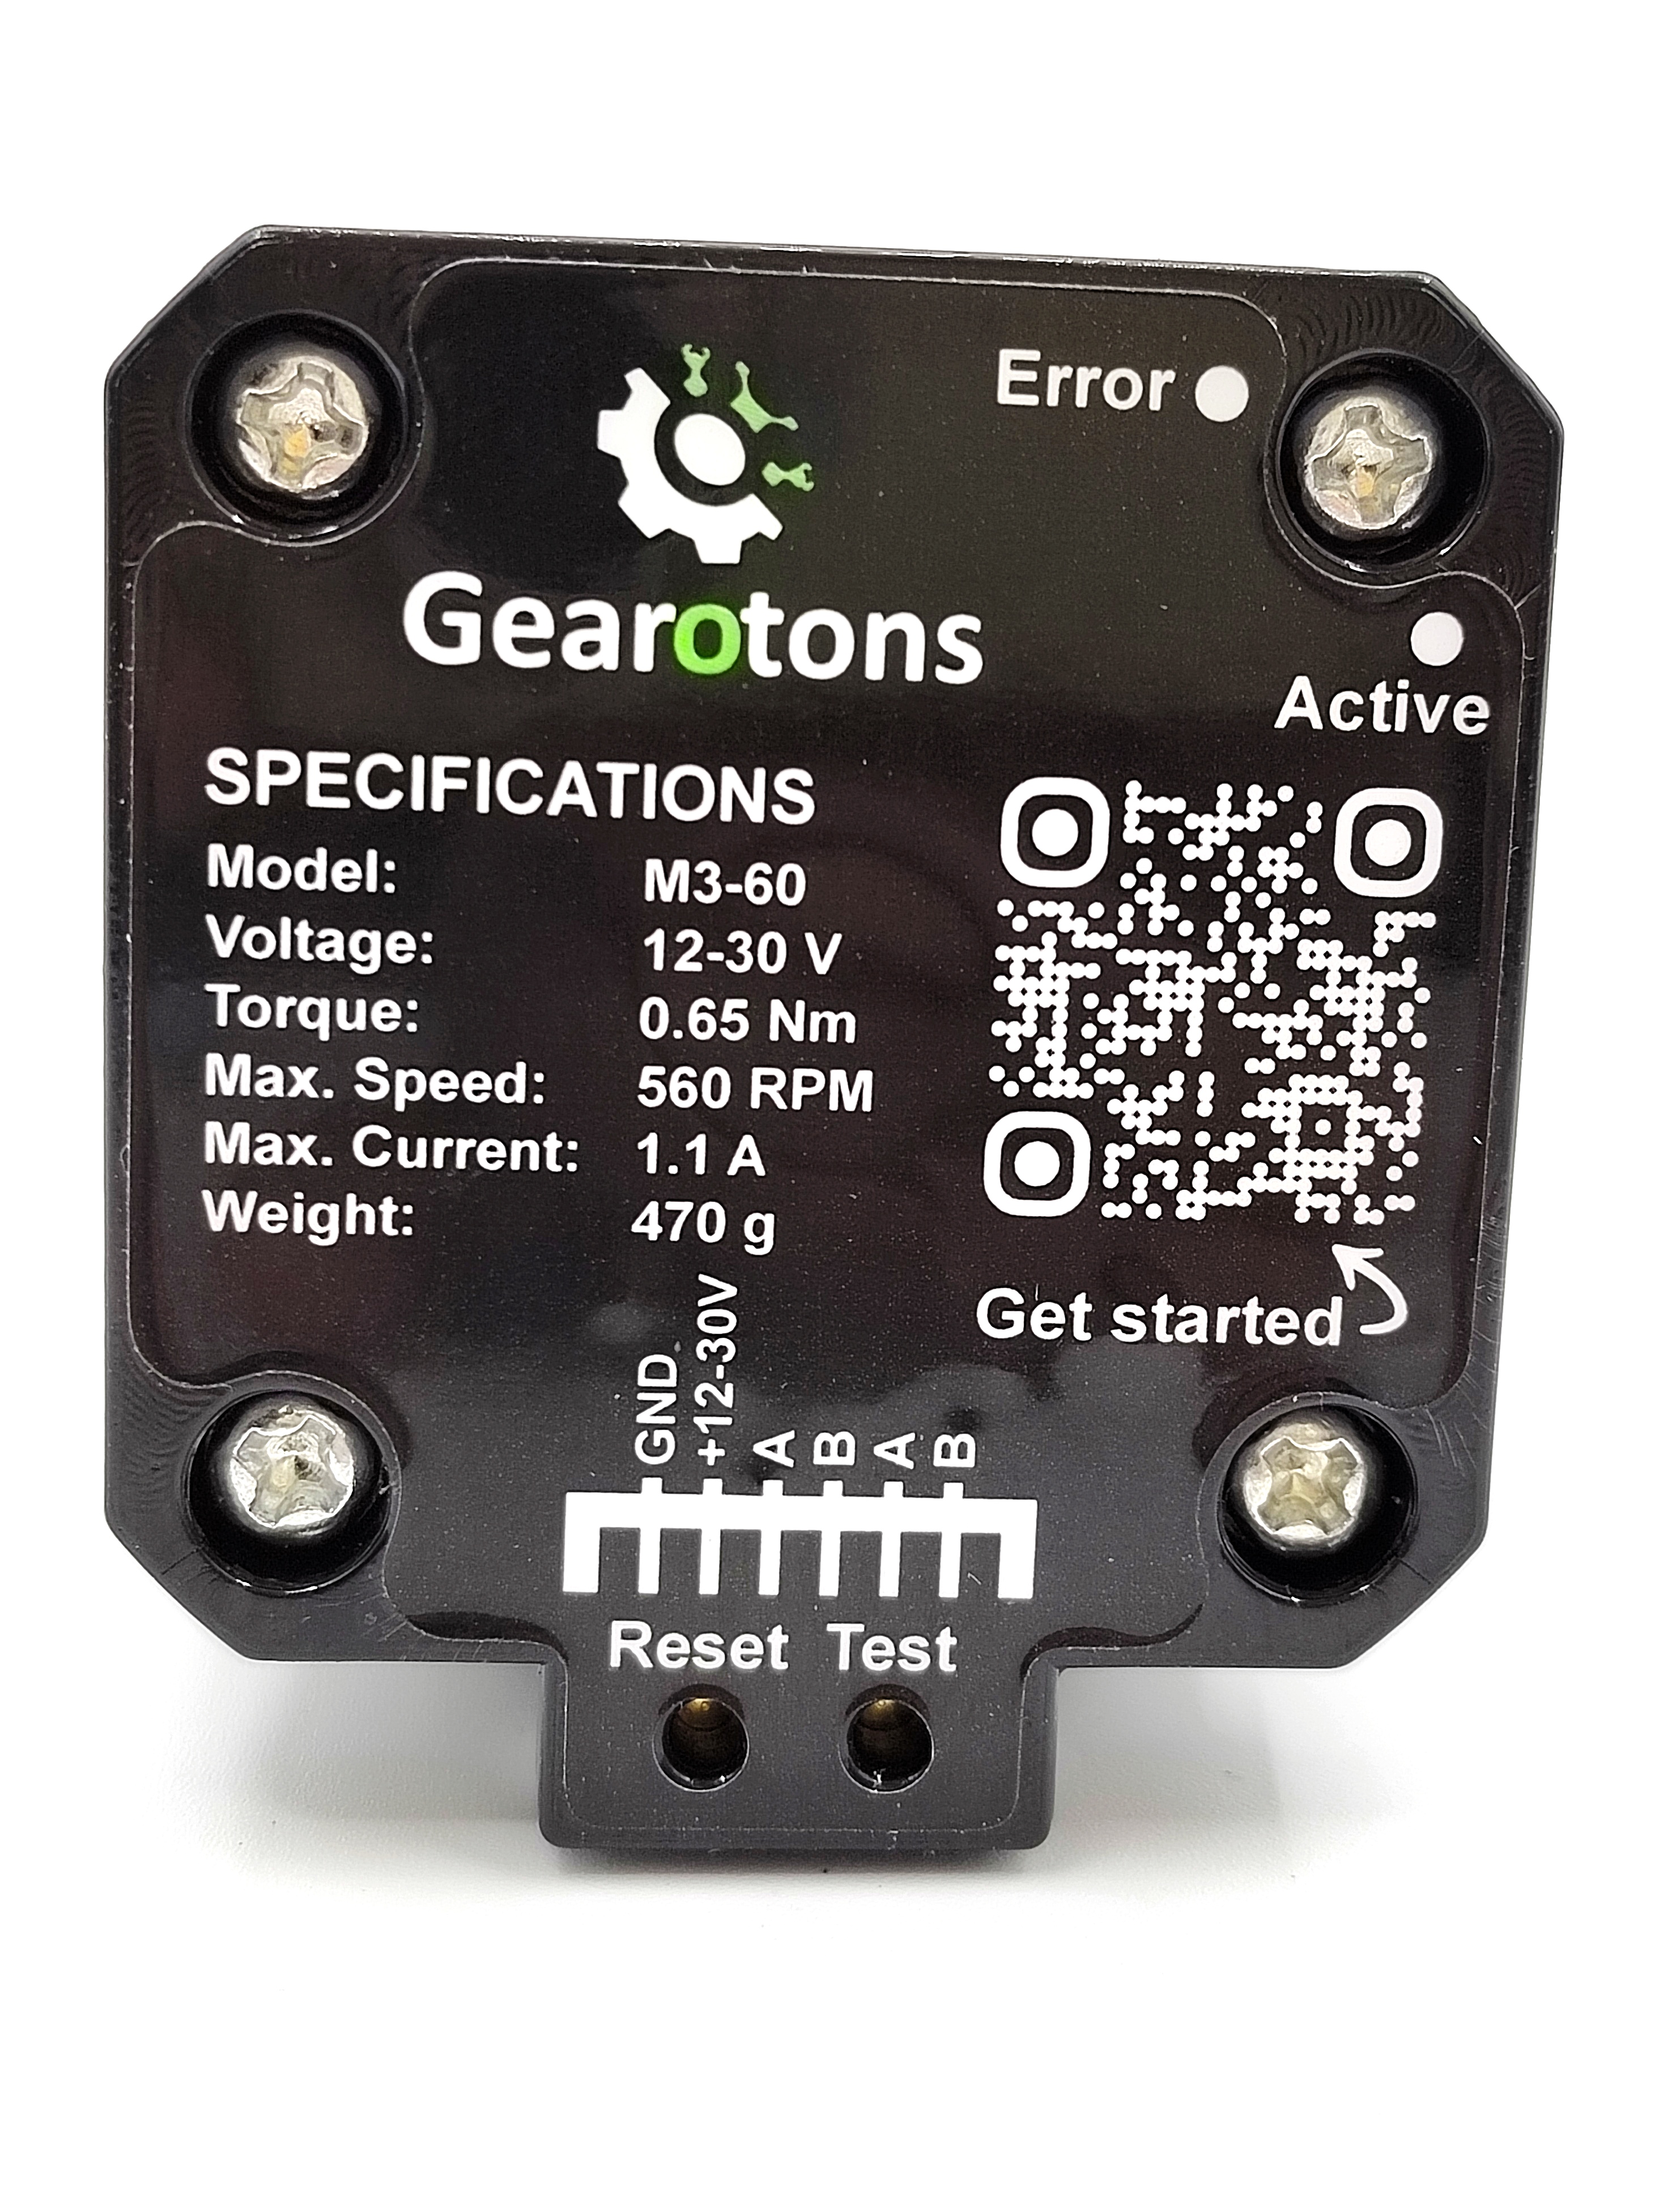 Error
Gearotons
Active
SPECIFICATIONS
Model: M3-60
Voltage: 12-30 V
Torque: 0.65 Nm
Max. Speed: 560 RPM
Max. Current: 1.1 A
Weight: 470 g
Get started
GND
+12-30V
A
B
A
B
Reset Test